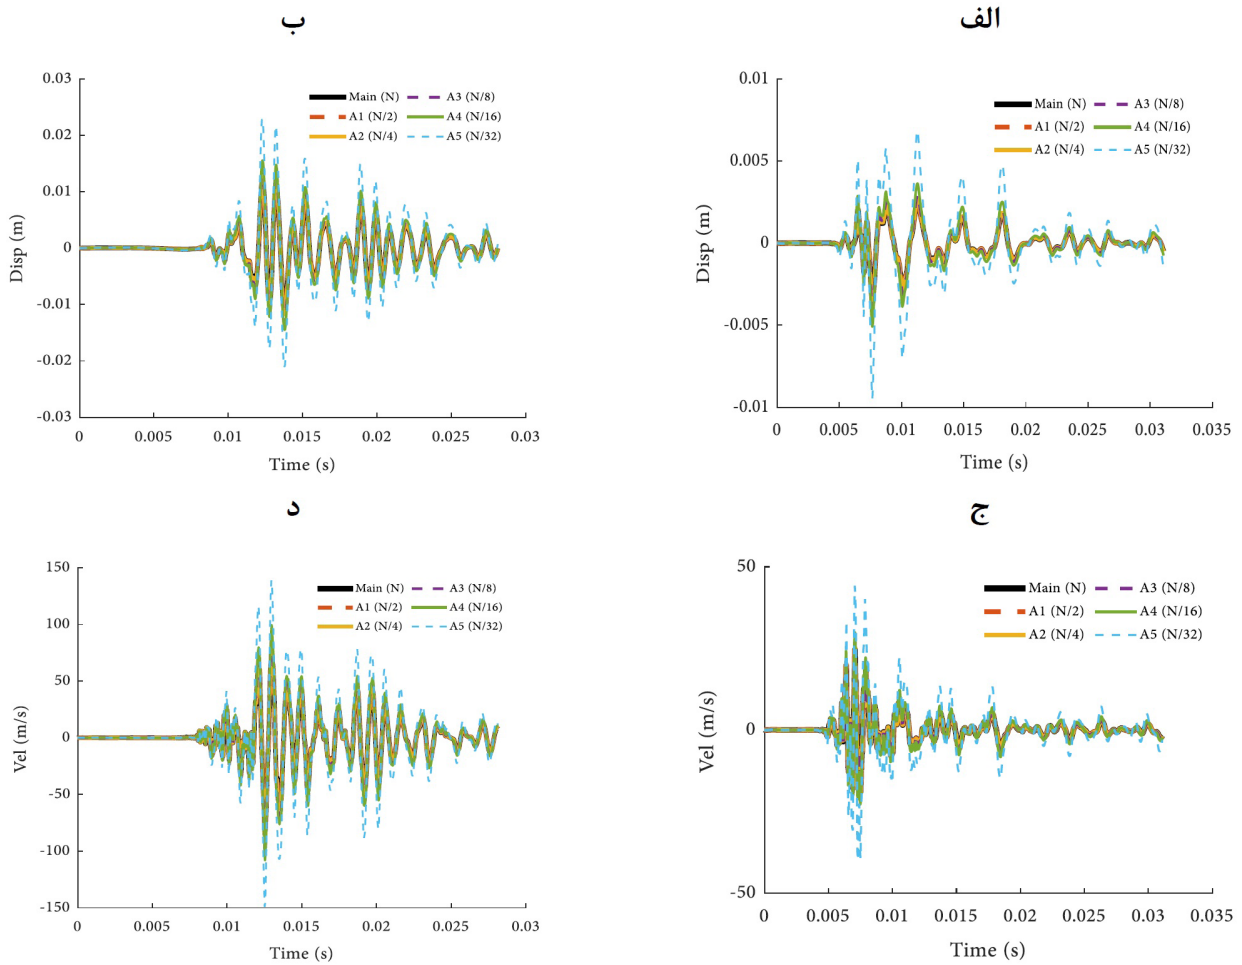 الف
0.01
0.005
0
-0.005
-0.01
Disp (m)
Main (N)
A1 (N/2)
A2 (N/4)
A3 (N/8)
A4 (N/16)
A5 (N/32)
0 0.005 0.01 0.015 0.02 0.025 0.03 0.035
Time (s)
ب
0.03
0.02
0.01
0
-0.01
-0.02
-0.03
Disp (m)
Main (N)
A1 (N/2)
A2 (N/4)
A3 (N/8)
A4 (N/16)
A5 (N/32)
0 0.005 0.01 0.015 0.02 0.025 0.03
Time (s)
ج
50
0
-50
Vel (m/s)
Main (N)
A1 (N/2)
A2 (N/4)
A3 (N/8)
A4 (N/16)
A5 (N/32)
0 0.005 0.01 0.015 0.02 0.025 0.03 0.035
Time (s)
د
150
100
50
0
-50
-100
-150
Vel (m/s)
Main (N)
A1 (N/2)
A2 (N/4)
A3 (N/8)
A4 (N/16)
A5 (N/32)
0 0.005 0.01 0.015 0.02 0.025 0.03
Time (s)